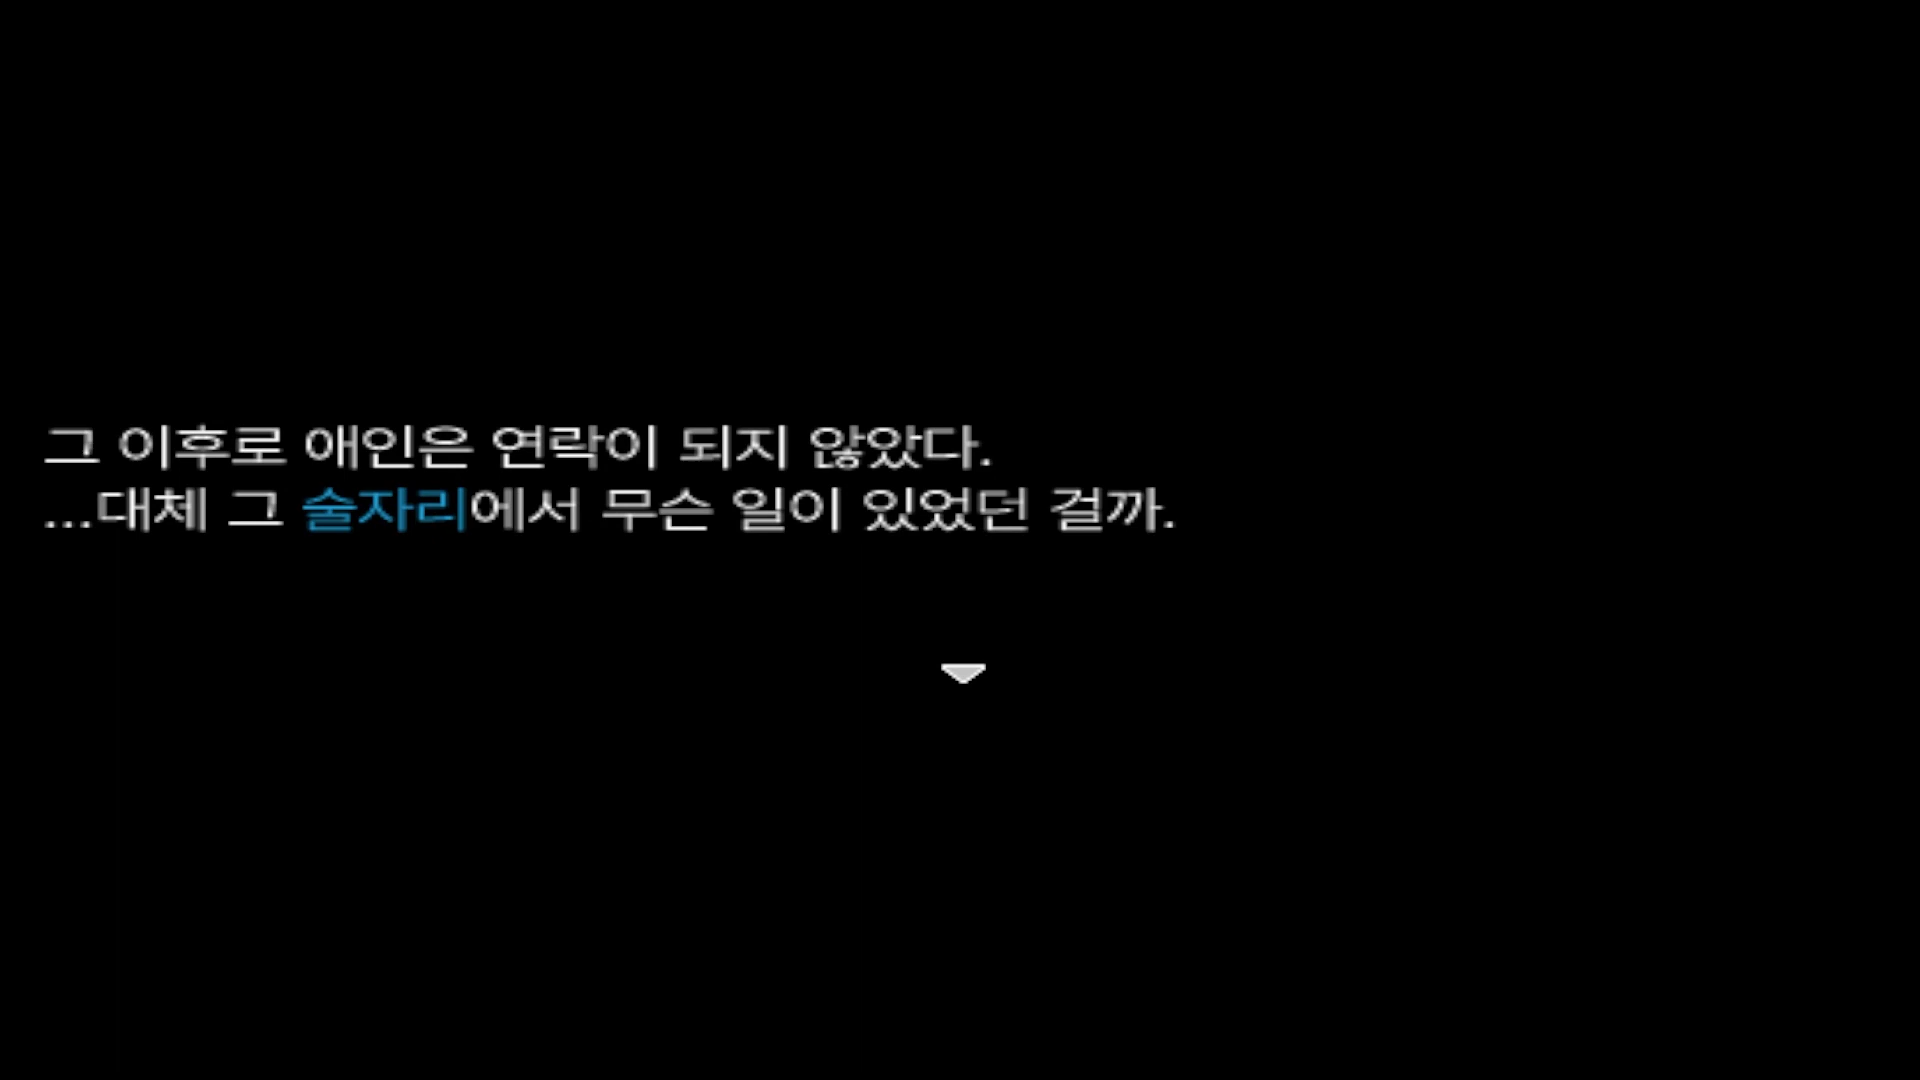 그 이후로 애인은 연락이 되지 않았다.
...대체 그 술자리에서 무슨 일이 있었던 걸까.